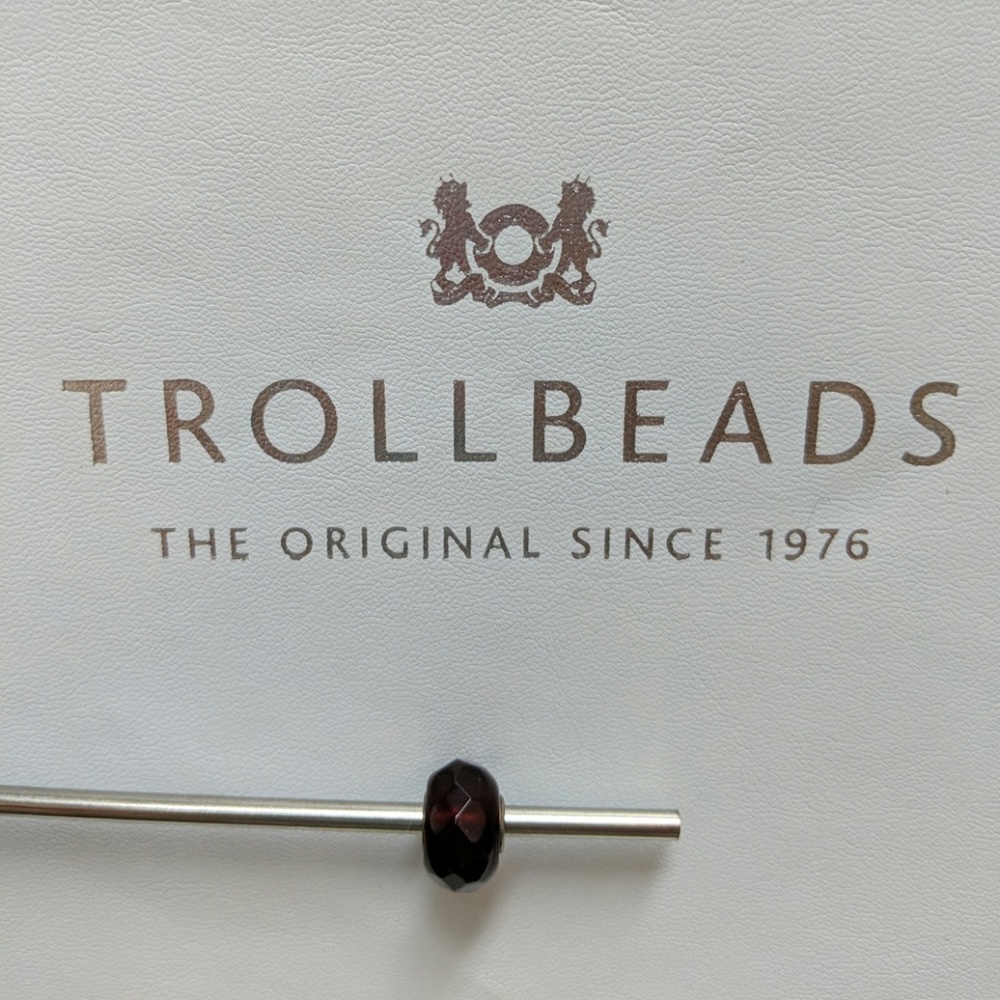 TROLLBEADS
THE ORIGINAL SINCE 1976